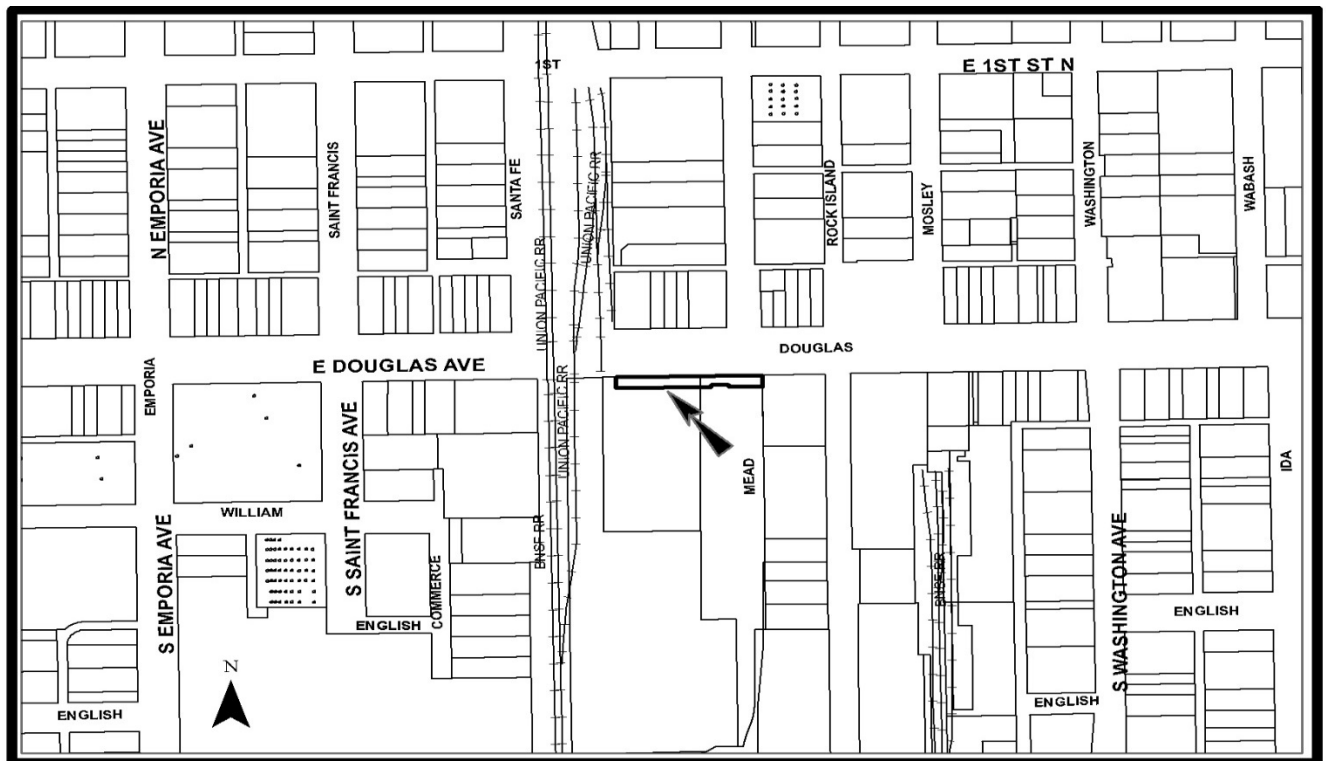 1ST
E 1ST ST N
N EMPORIA AVE
SAINT FRANCIS
SANTA FE
UNION PACIFIC RR
UNION PACIFIC RR
ROCK ISLAND
MOSLEY
WASHINGTON
WABASH
E DOUGLAS AVE
DOUGLAS
EMPORIA
UNION PACIFIC RR
S SAINT FRANCIS AVE
MEAD
IDA
WILLIAM
S EMPORIA AVE
BNSF RR
COMMERCE
BNSF RR
S WASHINGTON AVE
ENGLISH
ENGLISH
N
ENGLISH
ENGLISH